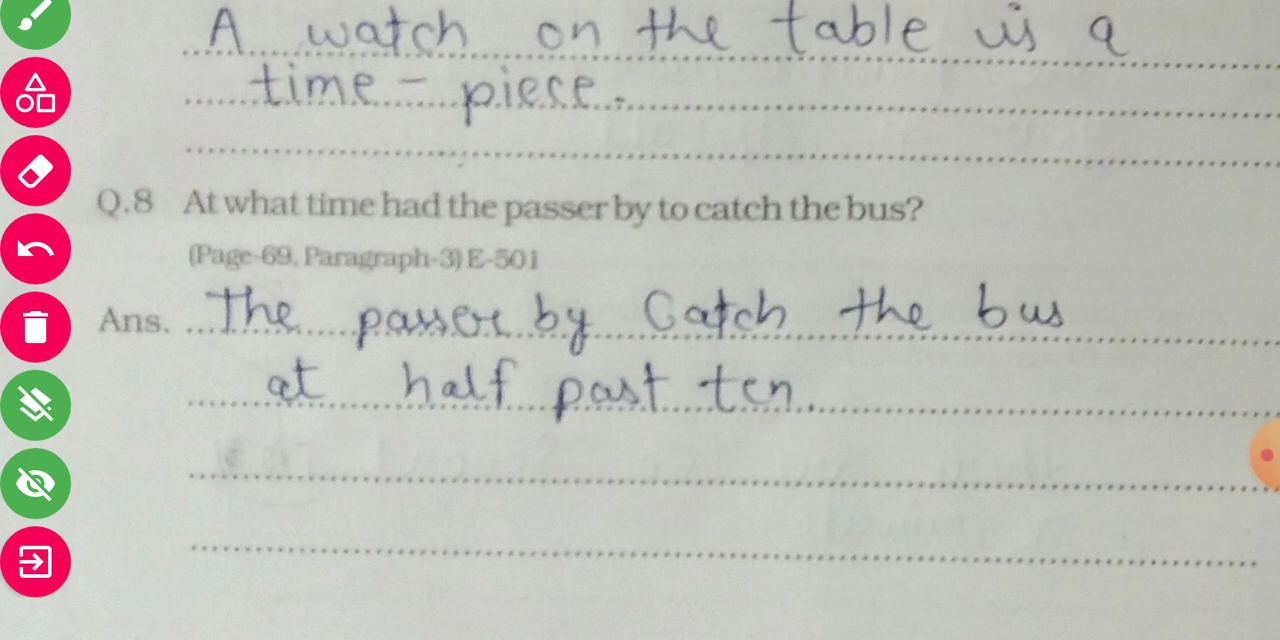 A watch on the table is a
time - piece.
Q.8 At what time had the passer by to catch the bus?
(Page-69, Paragraph-3) E-501
Ans. The passer by Catch the bus
at half past ten.